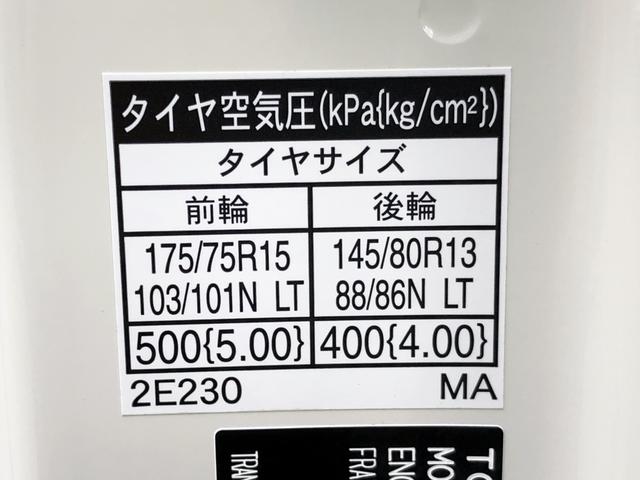 タイヤ空気圧(kPa{kg/cm²})
タイヤサイズ
前輪 後輪
175/75R15 145/80R13
103/101N LT 88/86N LT
500{5.00} 400{4.00}
2E230 MA